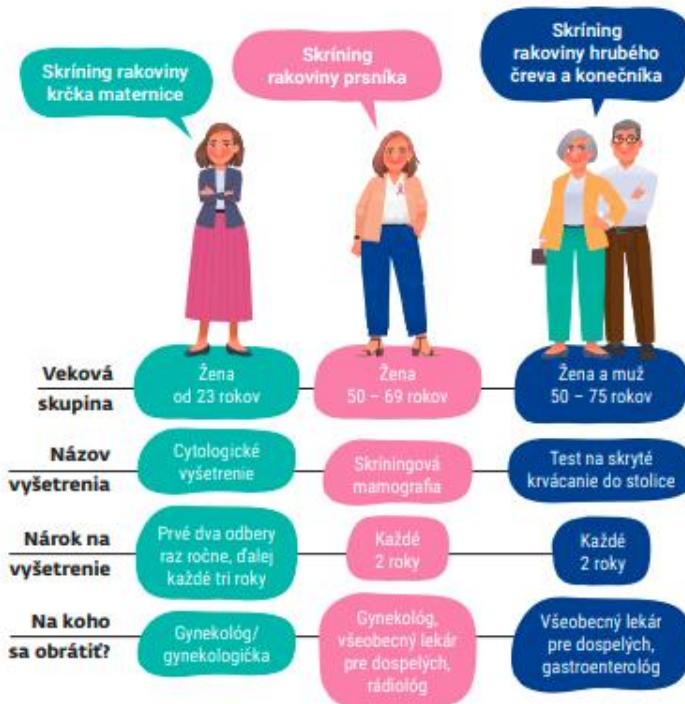 Skríning rakoviny
krčka maternice
Skríning
rakoviny prsníka
Skríning
rakoviny hrubého
čreva a konečníka
Veková
skupina
Žena
od 23 rokov
Žena
50 – 69 rokov
Žena a muž
50 – 75 rokov
Názov
vyšetrenia
Cytologické
vyšetrenie
Skríningová
mamografia
Test na skryté
krvácanie do stolice
Nárok na
vyšetrenie
Prvé dva odbery
raz ročne, ďalej
každé tri roky
Každé
2 roky
Každé
2 roky
Na koho
sa obrátiť?
Gynekológ/
gynekologička
Gynekológ,
všeobecný lekár
pre dospelých,
rádiológ
Všeobecný lekár
pre dospelých,
gastroenterológ